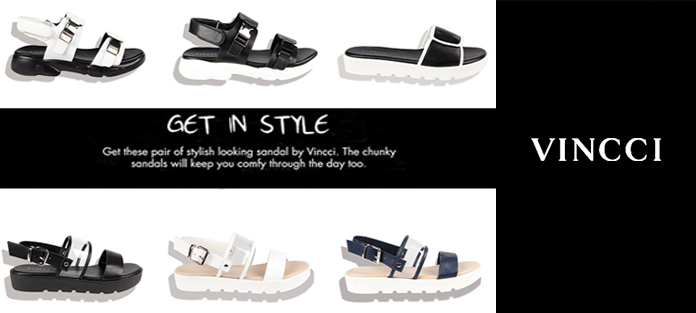 GET IN STYLE
Get these pair of stylish looking sandal by Vincci. The chunky
sandals will keep you comfy through the day too.
VINCCI